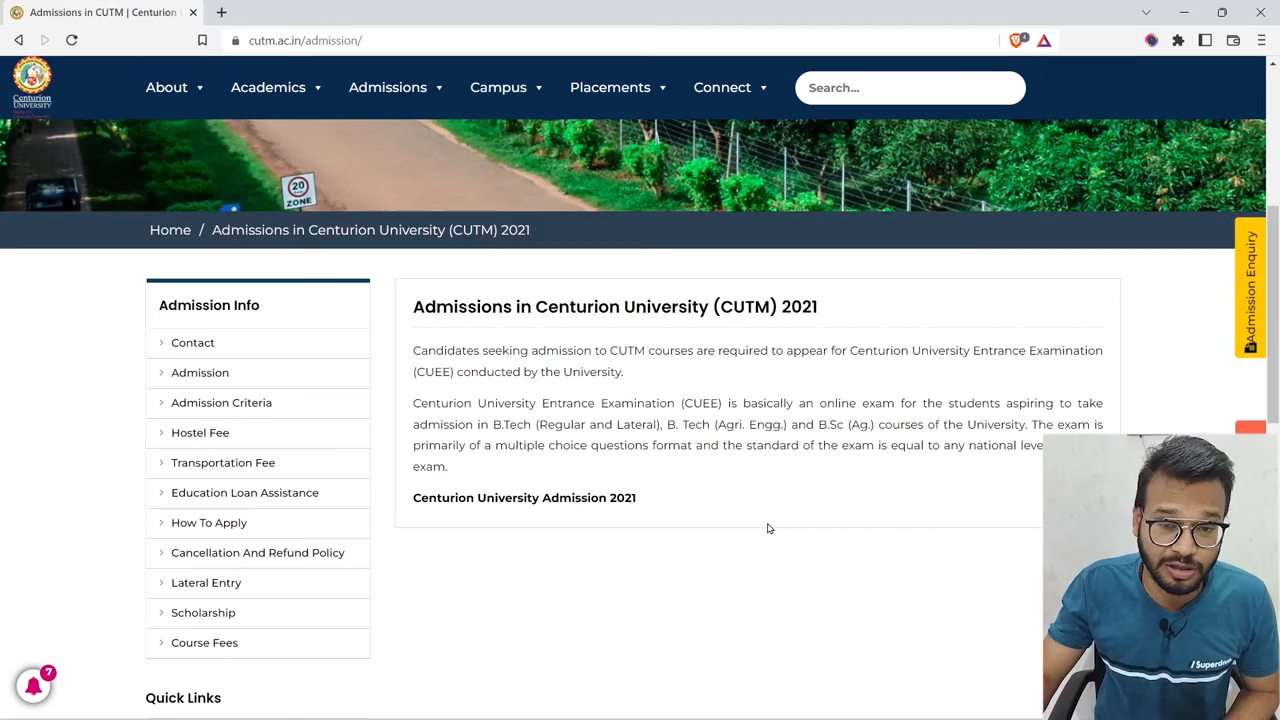 Admissions in CUTM | Centurion
cutm.ac.in/admission/
4
Centurion
UNIVERSITY
About
Academics
Admissions
Campus
Placements
Connect
Search...
20
ZONE
Home / Admissions in Centurion University (CUTM) 2021
Admission Enquiry
Admission Info
Contact
Admission
Admission Criteria
Hostel Fee
Transportation Fee
Education Loan Assistance
How To Apply
Cancellation And Refund Policy
Lateral Entry
Scholarship
Course Fees
Quick Links
7
Admissions in Centurion University (CUTM) 2021
Candidates seeking admission to CUTM courses are required to appear for Centurion University Entrance Examination
(CUEE) conducted by the University.
Centurion University Entrance Examination (CUEE) is basically an online exam for the students aspiring to take
admission in B.Tech (Regular and Lateral), B. Tech (Agri. Engg.) and B.Sc (Ag.) courses of the University. The exam is
primarily of a multiple choice questions format and the standard of the exam is equal to any national leve
exam.
Centurion University Admission 2021